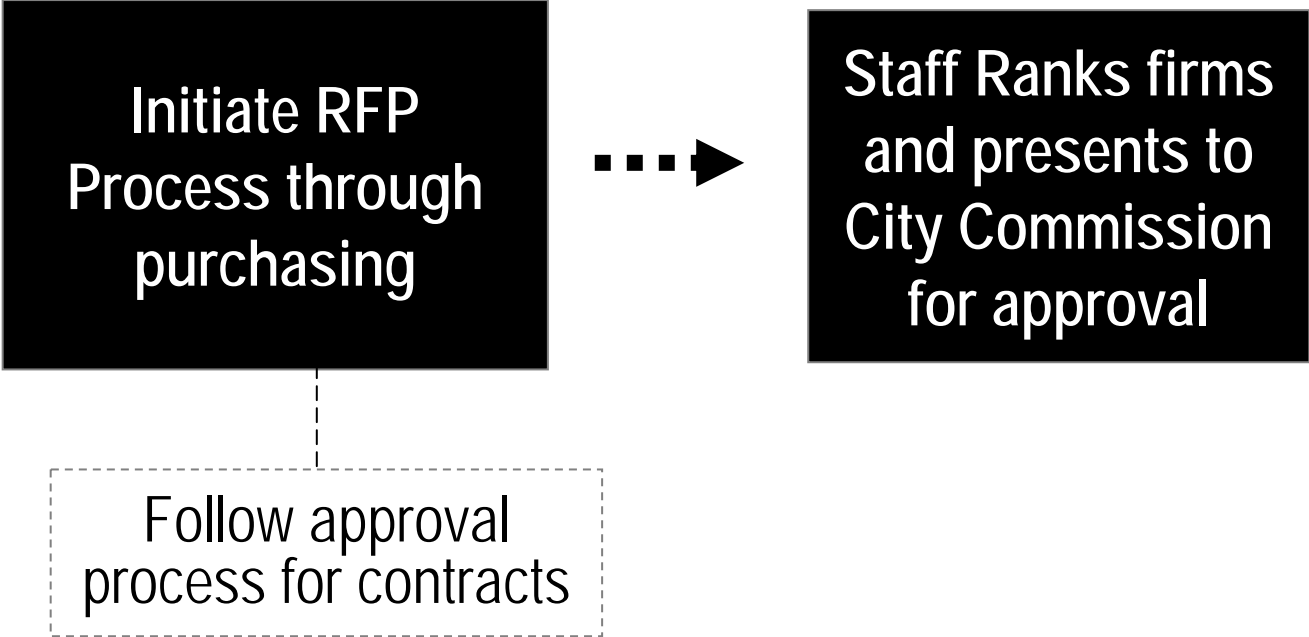 Initiate RFP
Process through
purchasing
Staff Ranks firms
and presents to
City Commission
for approval
Follow approval
process for contracts